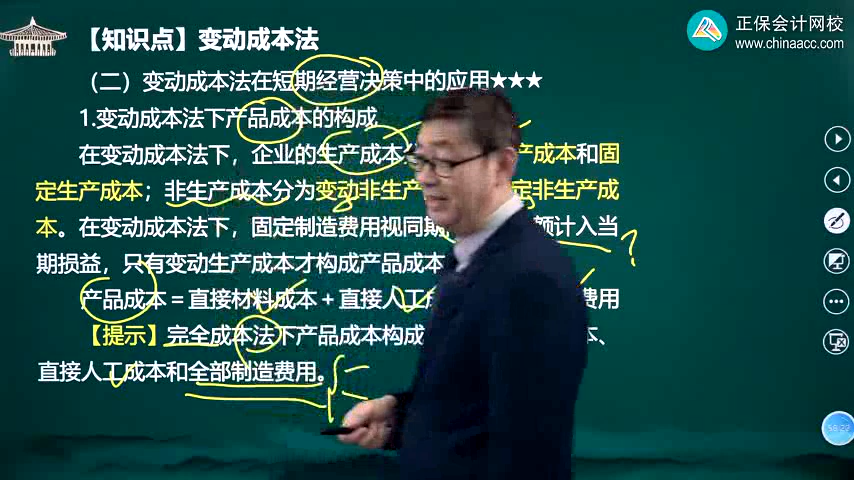 【知识点】变动成本法
正保会计网校
www.chinaacc.com
（二）变动成本法在短期经营决策中的应用★★★
1.变动成本法下产品成本的构成
在变动成本法下，企业的生产成本分 产成本和固
定生产成本；非生产成本分为变动非生产 定非生产成
本。在变动成本法下，固定制造费用视同期 额计入当
期损益，只有变动生产成本才构成产品成本
？
产品成本＝直接材料成本＋直接人工成 费用
【提示】完全成本法下产品成本构成 本、
直接人工成本和全部制造费用。
58:22